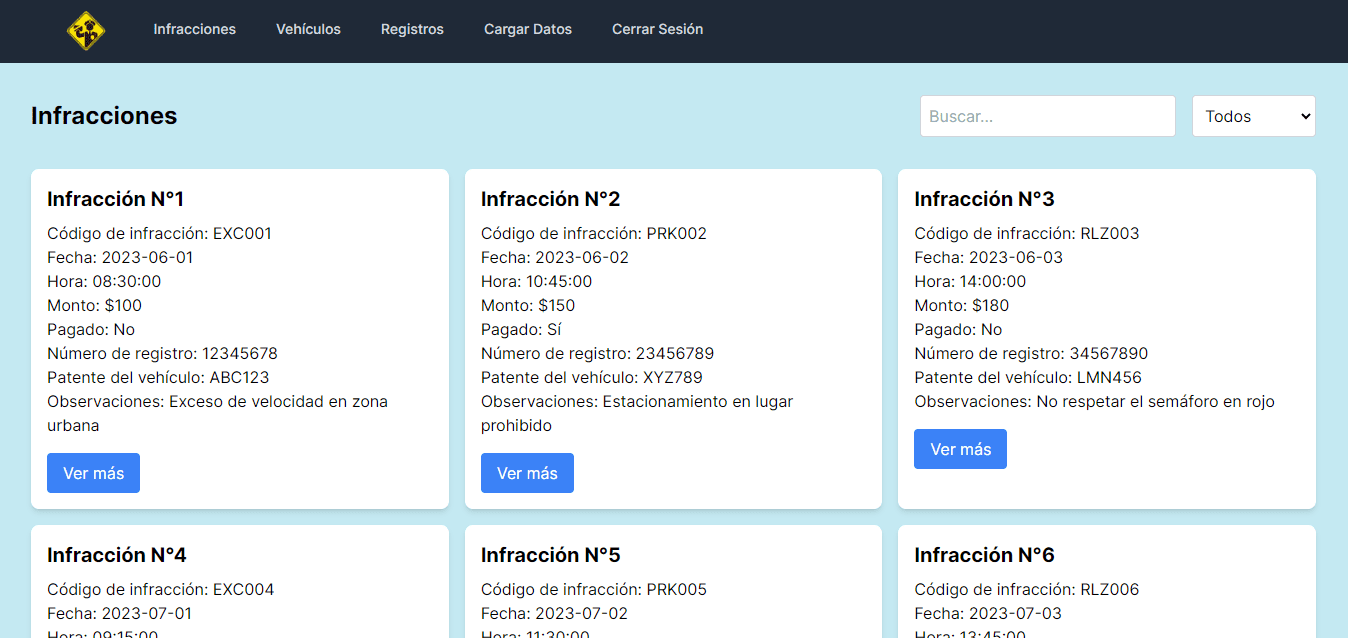 Infracciones Vehículos Registros Cargar Datos Cerrar Sesión
Infracciones
Buscar...
Todos
Infracción N°1
Código de infracción: EXC001
Fecha: 2023-06-01
Hora: 08:30:00
Monto: $100
Pagado: No
Número de registro: 12345678
Patente del vehículo: ABC123
Observaciones: Exceso de velocidad en zona
urbana
Ver más
Infracción N°2
Código de infracción: PRK002
Fecha: 2023-06-02
Hora: 10:45:00
Monto: $150
Pagado: Sí
Número de registro: 23456789
Patente del vehículo: XYZ789
Observaciones: Estacionamiento en lugar
prohibido
Ver más
Infracción N°3
Código de infracción: RLZ003
Fecha: 2023-06-03
Hora: 14:00:00
Monto: $180
Pagado: No
Número de registro: 34567890
Patente del vehículo: LMN456
Observaciones: No respetar el semáforo en rojo
Ver más
Infracción N°4
Código de infracción: EXC004
Fecha: 2023-07-01
Hora: 09:15:00
Infracción N°5
Código de infracción: PRK005
Fecha: 2023-07-02
Hora: 11:30:00
Infracción N°6
Código de infracción: RLZ006
Fecha: 2023-07-03
Hora: 13:45:00